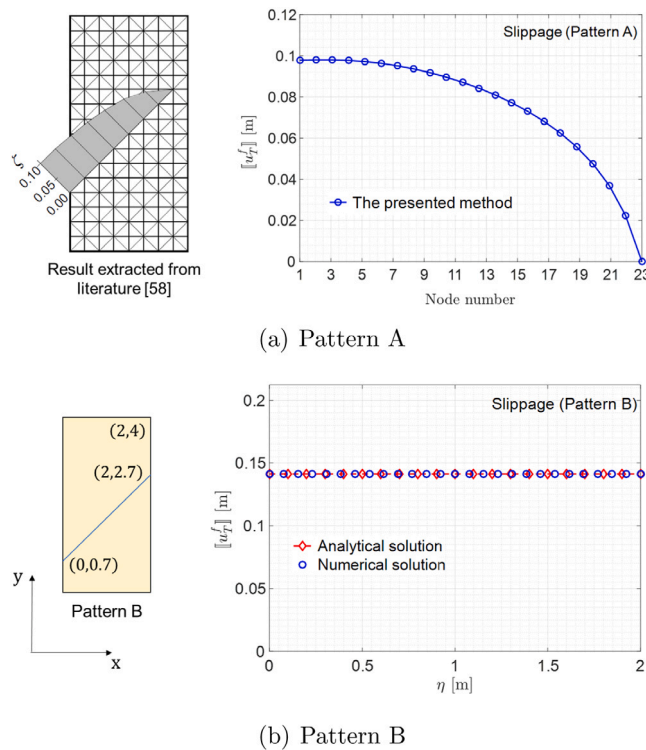 ζ
0.10
0.05
0.00
Result extracted from
literature [58]
Slippage (Pattern A)
0.12
0.1
0.08
0.06
0.04
0.02
0
⟦u_T^f⟧ [m]
The presented method
1 3 5 7 9 11 13 15 17 19 21 23
Node number
(a) Pattern A
(2,4)
(2,2.7)
(0,0.7)
y
x
Pattern B
Slippage (Pattern B)
0.2
0.15
0.1
0.05
0
⟦u_T^f⟧ [m]
Analytical solution
Numerical solution
0 0.5 1 1.5 2
η [m]
(b) Pattern B